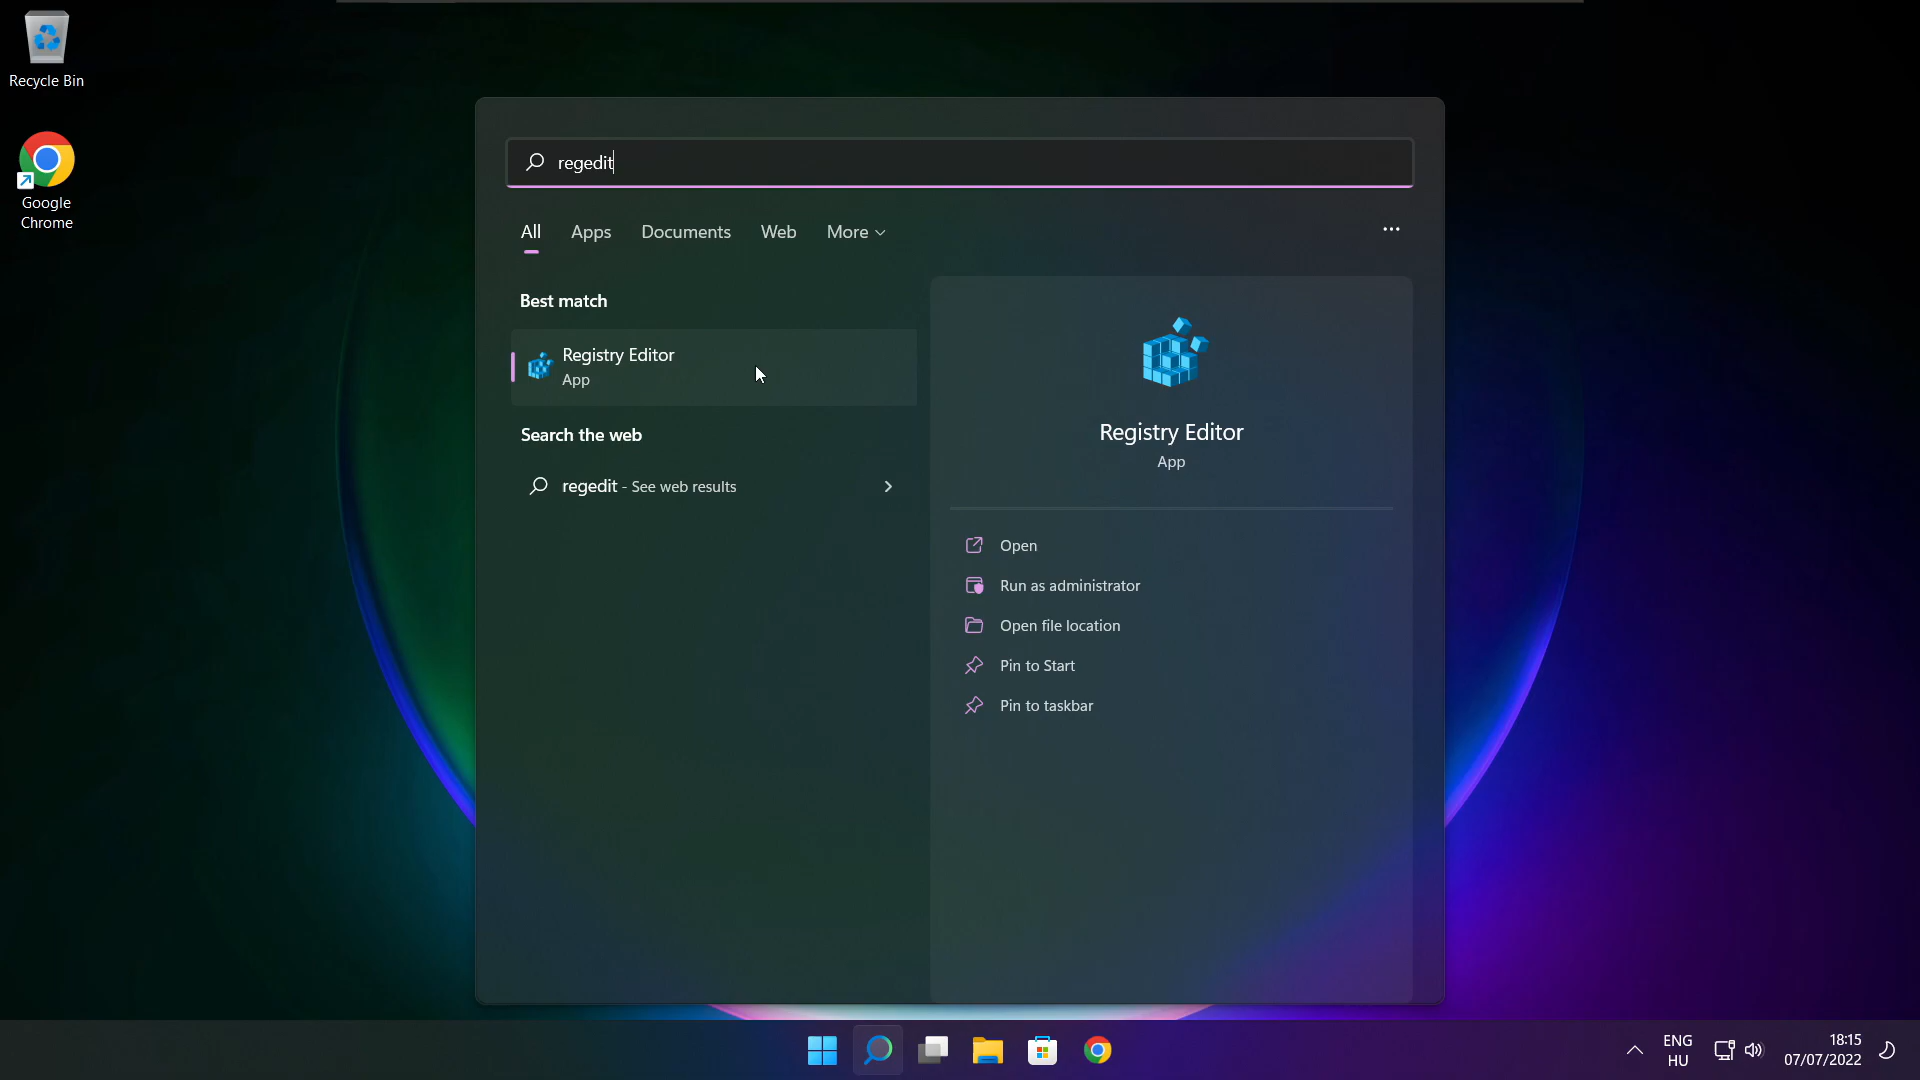 Recycle Bin
Google
Chrome
regedit
All Apps Documents Web More
Best match
Registry Editor
App
Search the web
regedit - See web results
Registry Editor
App
Open
Run as administrator
Open file location
Pin to Start
Pin to taskbar
ENG
HU
18:15
07/07/2022